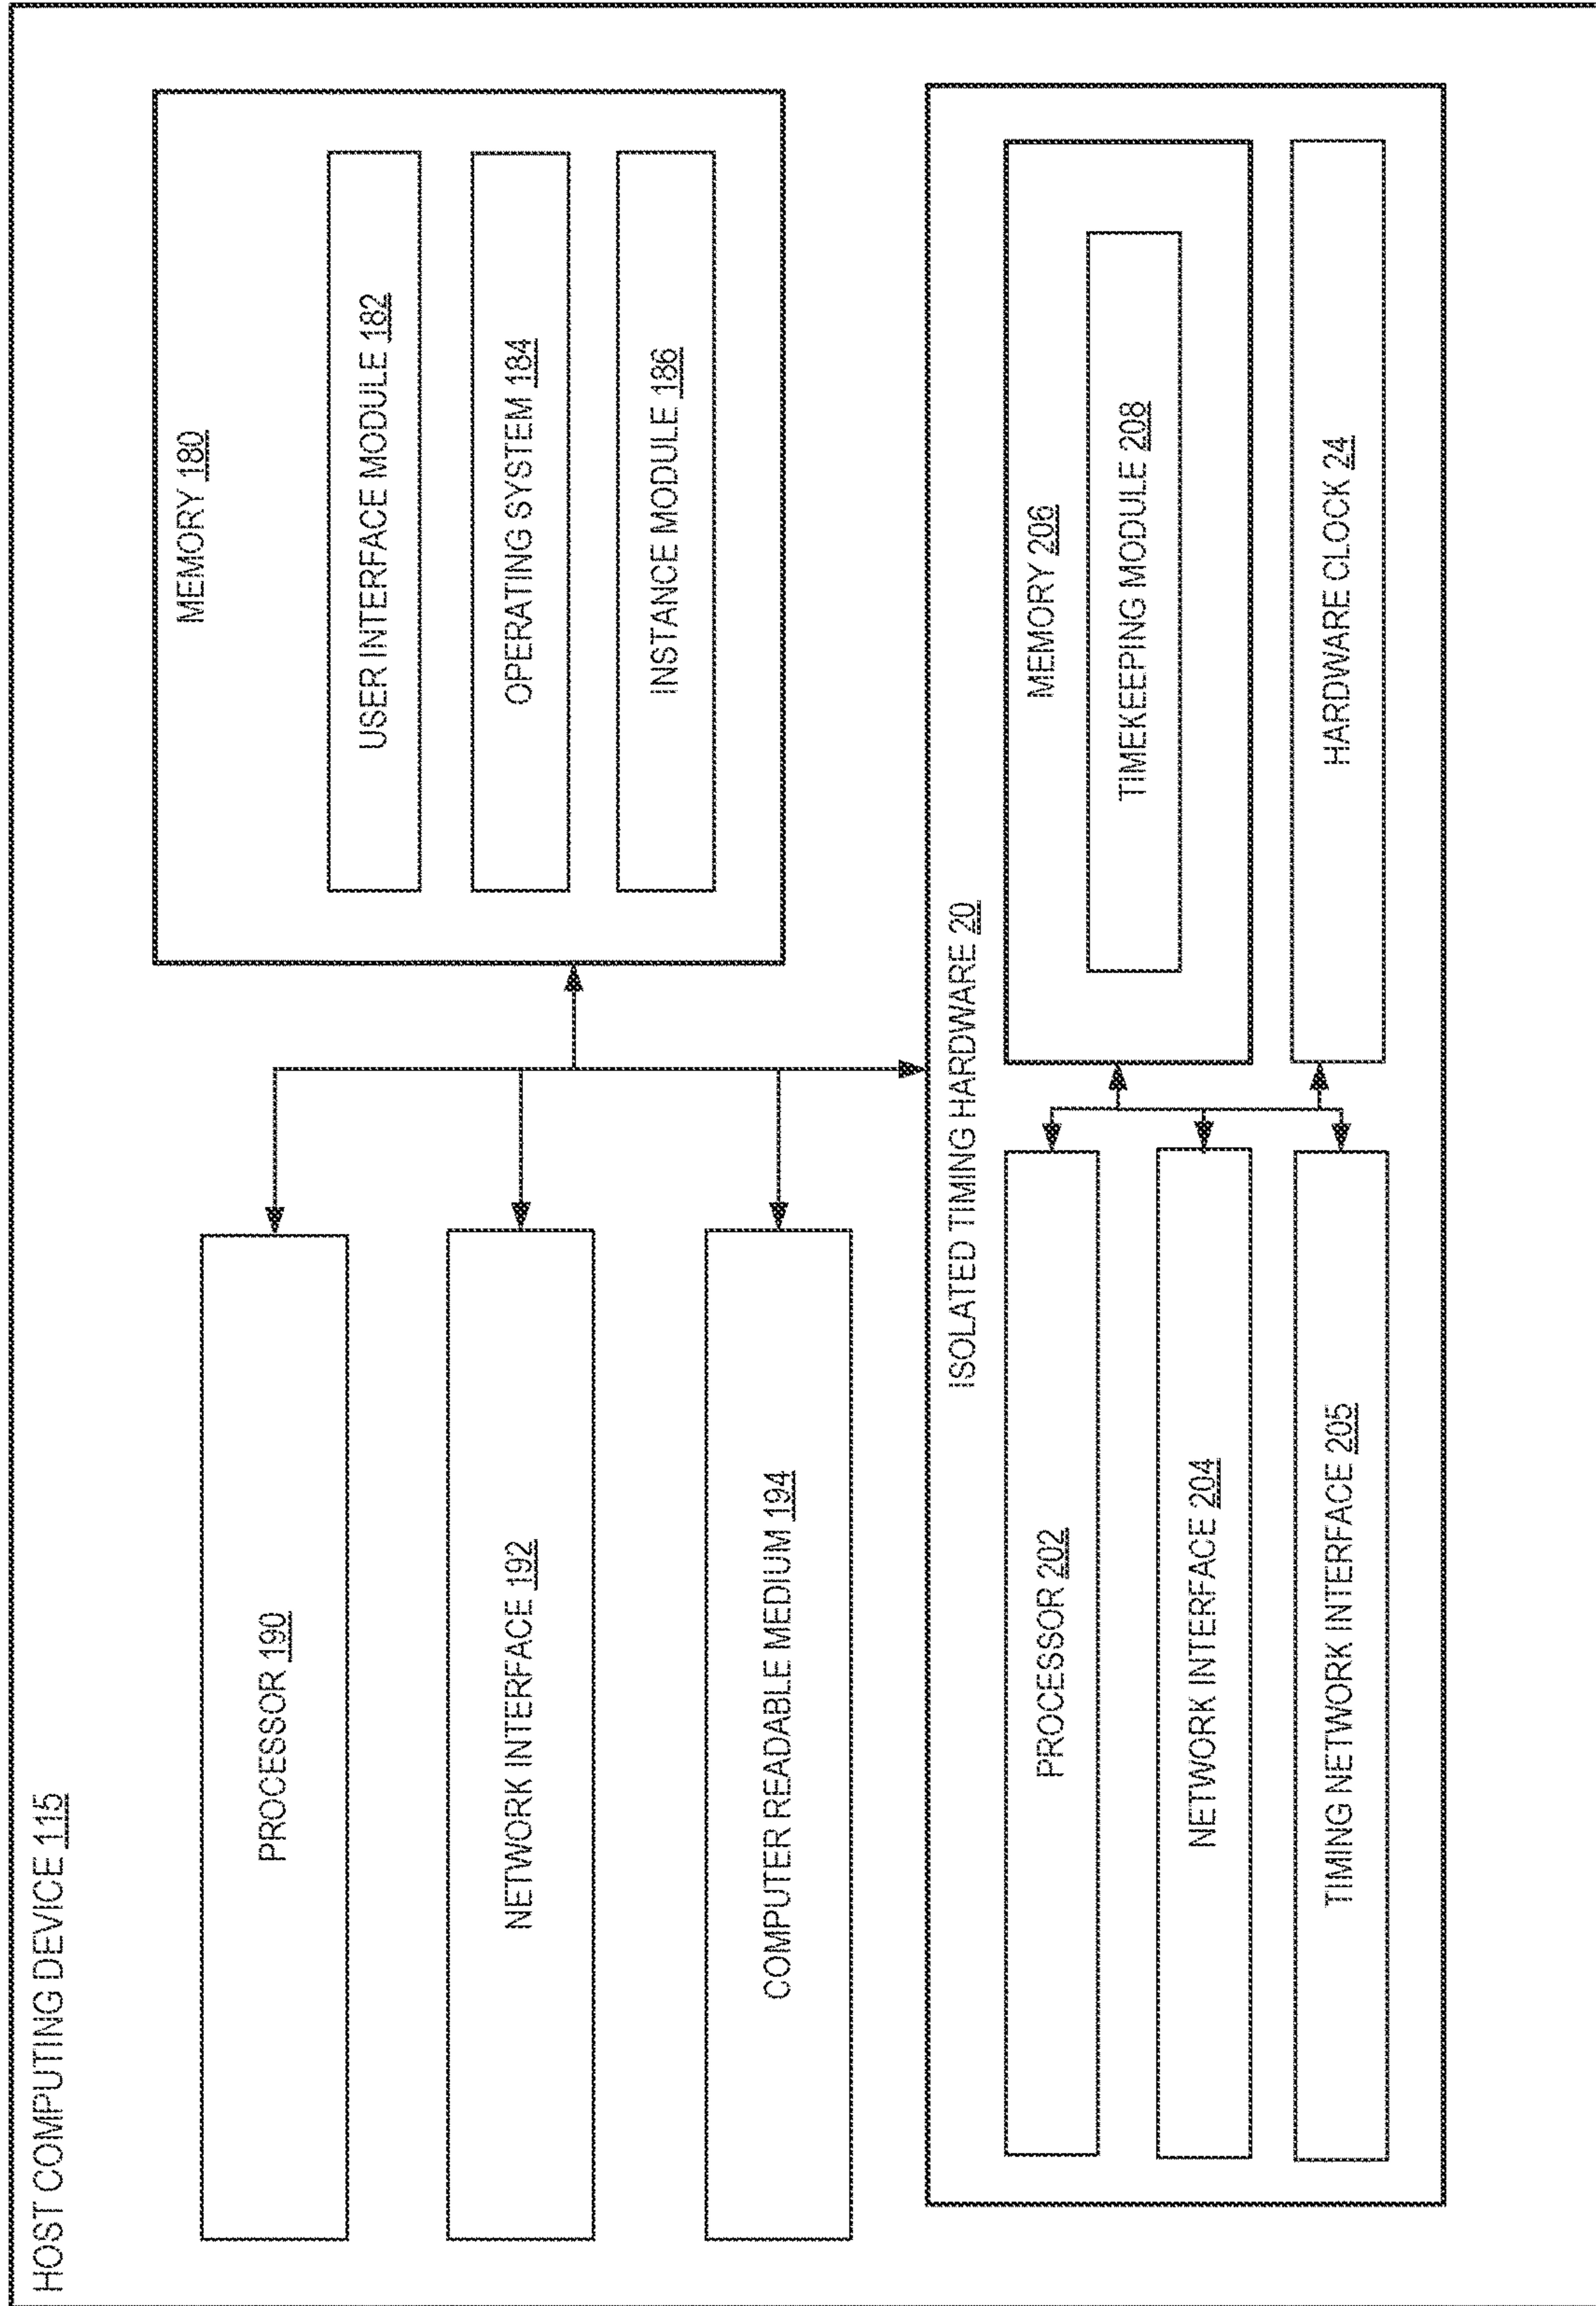 HOST COMPUTING DEVICE 115
PROCESSOR 190
NETWORK INTERFACE 192
COMPUTER READABLE MEDIUM 194
MEMORY 180
USER INTERFACE MODULE 182
OPERATING SYSTEM 184
INSTANCE MODULE 186
ISOLATED TIMING HARDWARE 20
PROCESSOR 202
NETWORK INTERFACE 204
TIMING NETWORK INTERFACE 205
MEMORY 206
TIMEKEEPING MODULE 208
HARDWARE CLOCK 24